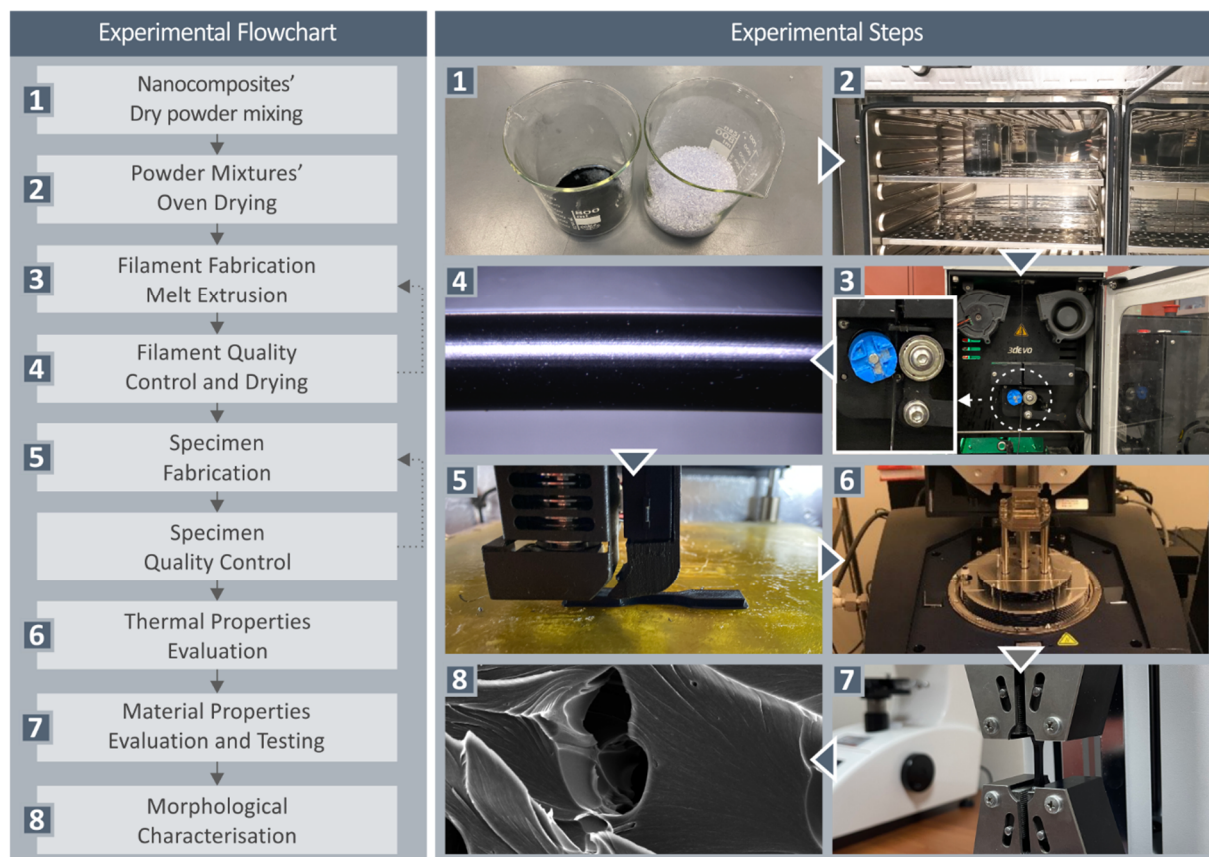 Experimental Flowchart
1
Nanocomposites'
Dry powder mixing
2
Powder Mixtures'
Oven Drying
3
Filament Fabrication
Melt Extrusion
4
Filament Quality
Control and Drying
5
Specimen
Fabrication
Specimen
Quality Control
6
Thermal Properties
Evaluation
7
Material Properties
Evaluation and Testing
8
Morphological
Characterisation
Experimental Steps
1
800
ml
2
4
3
3DEVO
5
6
8
7